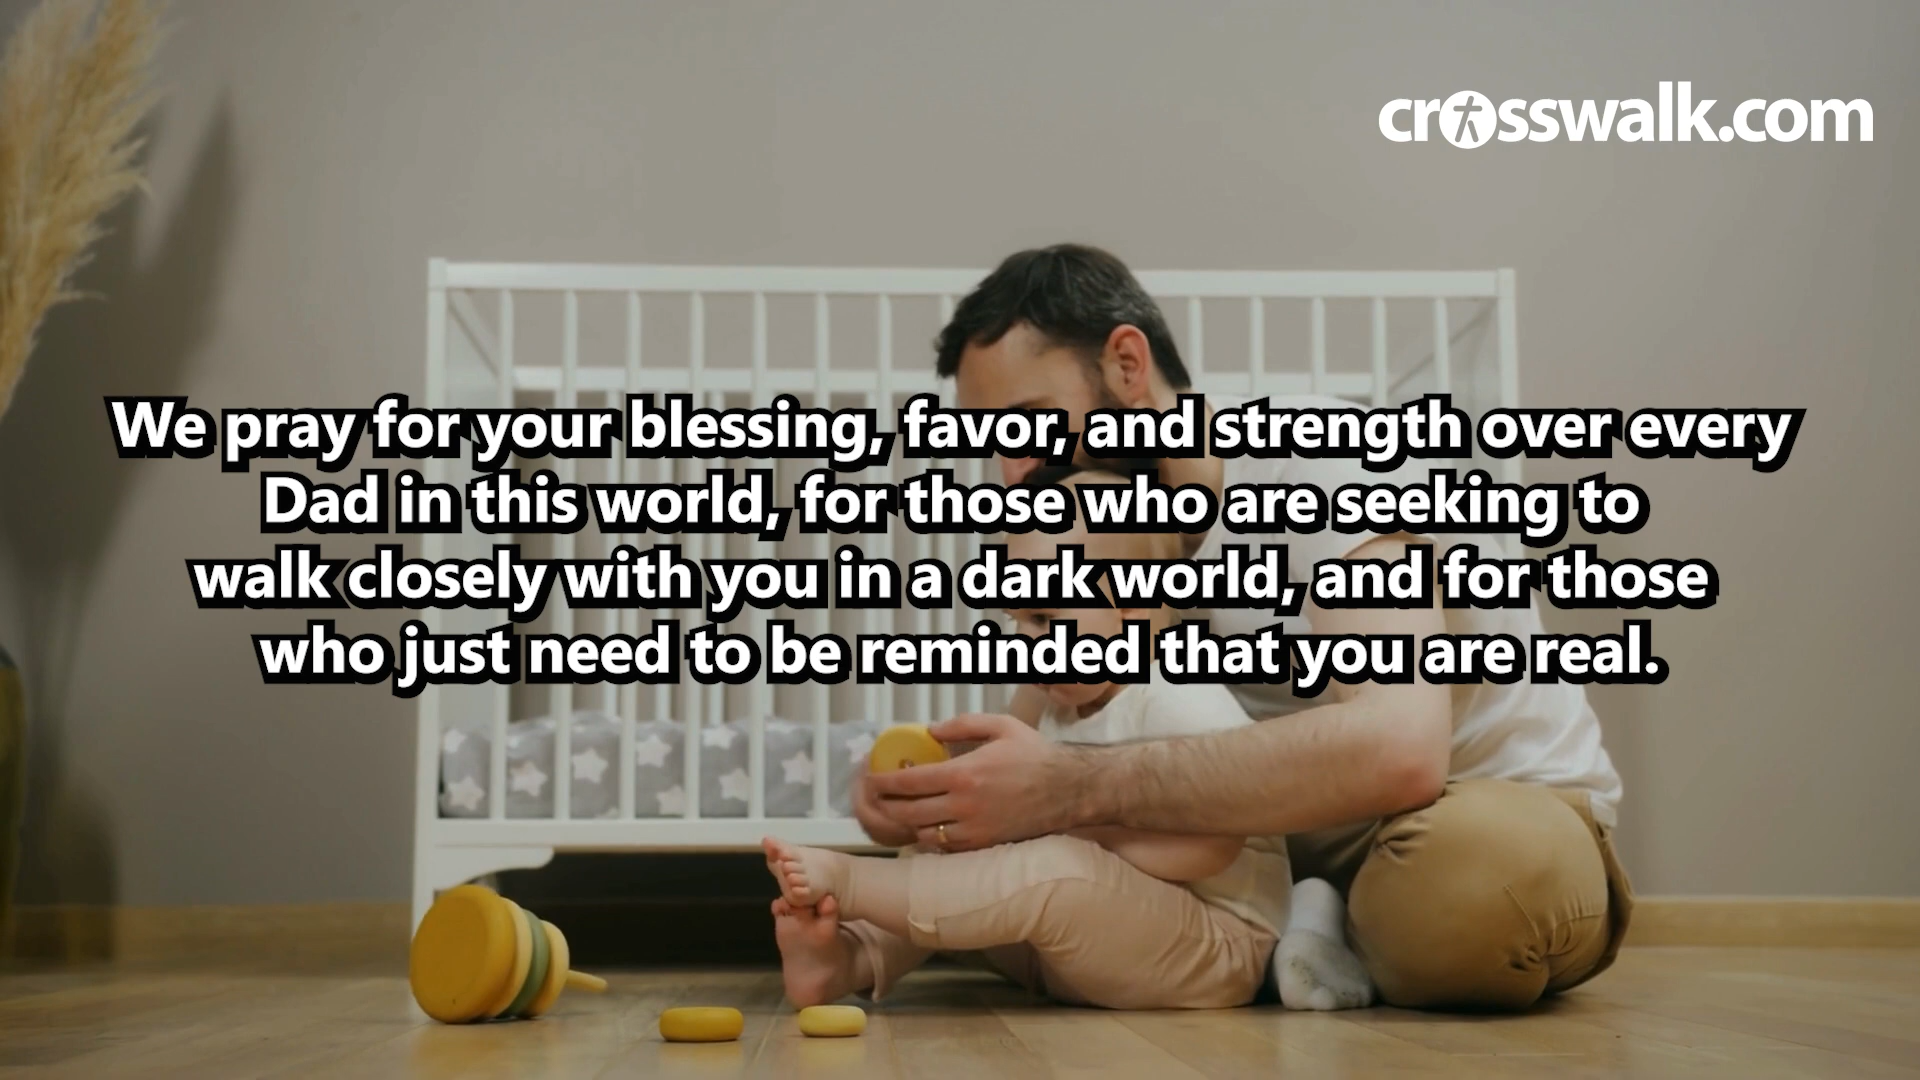 crosswalk.com
We pray for your blessing, favor, and strength over every
Dad in this world, for those who are seeking to
walk closely with you in a dark world, and for those
who just need to be reminded that you are real.